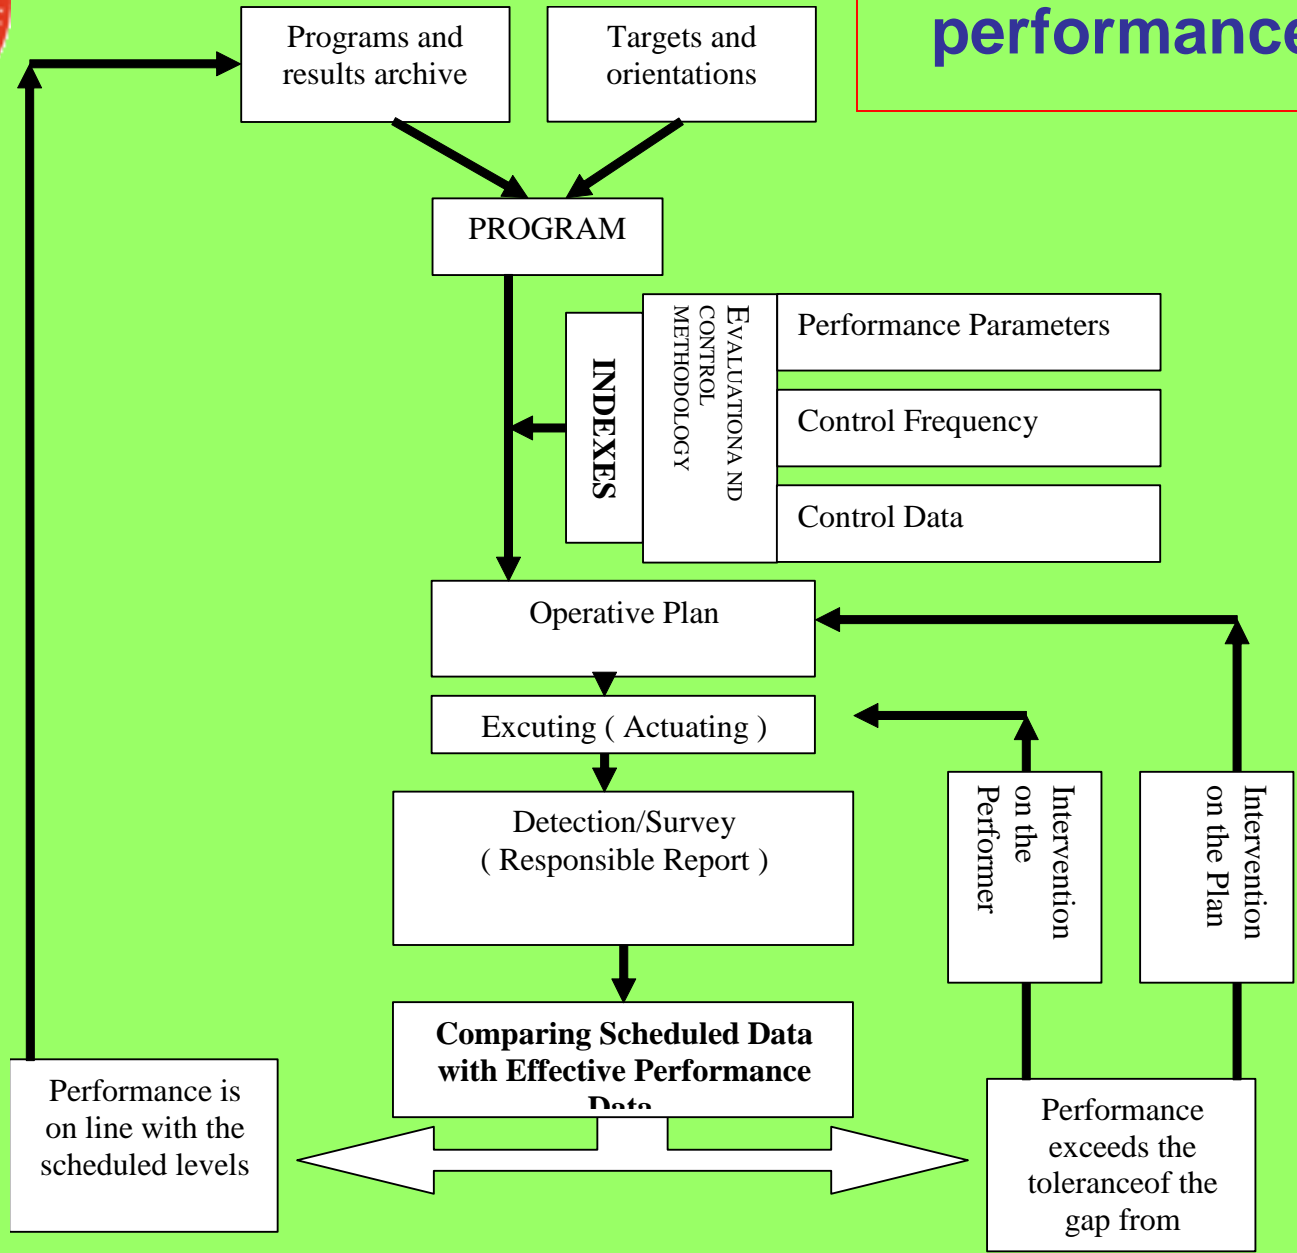 performance
Programs and
results archive
Targets and
orientations
PROGRAM
INDEXES
EVALUATIONA ND
CONTROL
METHODOLOGY
Performance Parameters
Control Frequency
Control Data
Operative Plan
Excuting ( Actuating )
Detection/Survey
( Responsible Report )
Intervention
on the
Performer
Intervention
on the Plan
Comparing Scheduled Data
with Effective Performance
Data
Performance is
on line with the
scheduled levels
Performance
exceeds the
toleranceof the
gap from